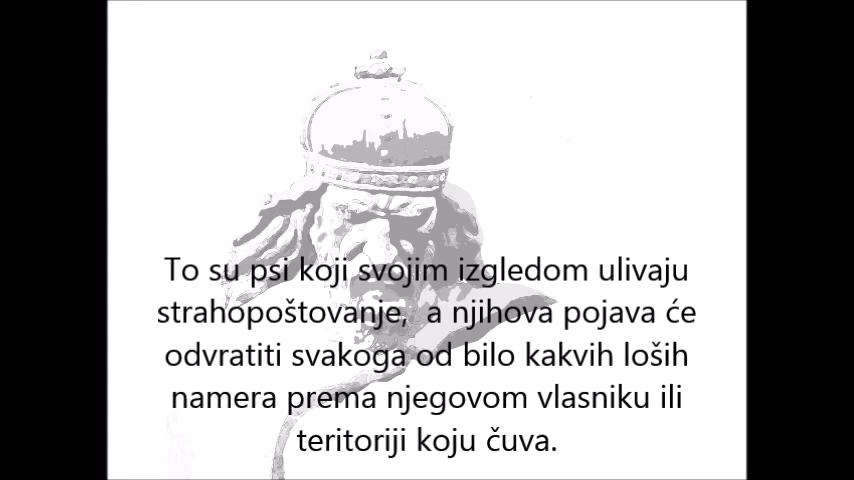 To su psi koji svojim izgledom ulivaju
strahopoštovanje,  a njihova pojava će
odvratiti svakoga od bilo kakvih loših
namera prema njegovom vlasniku ili
teritoriji koju čuva.